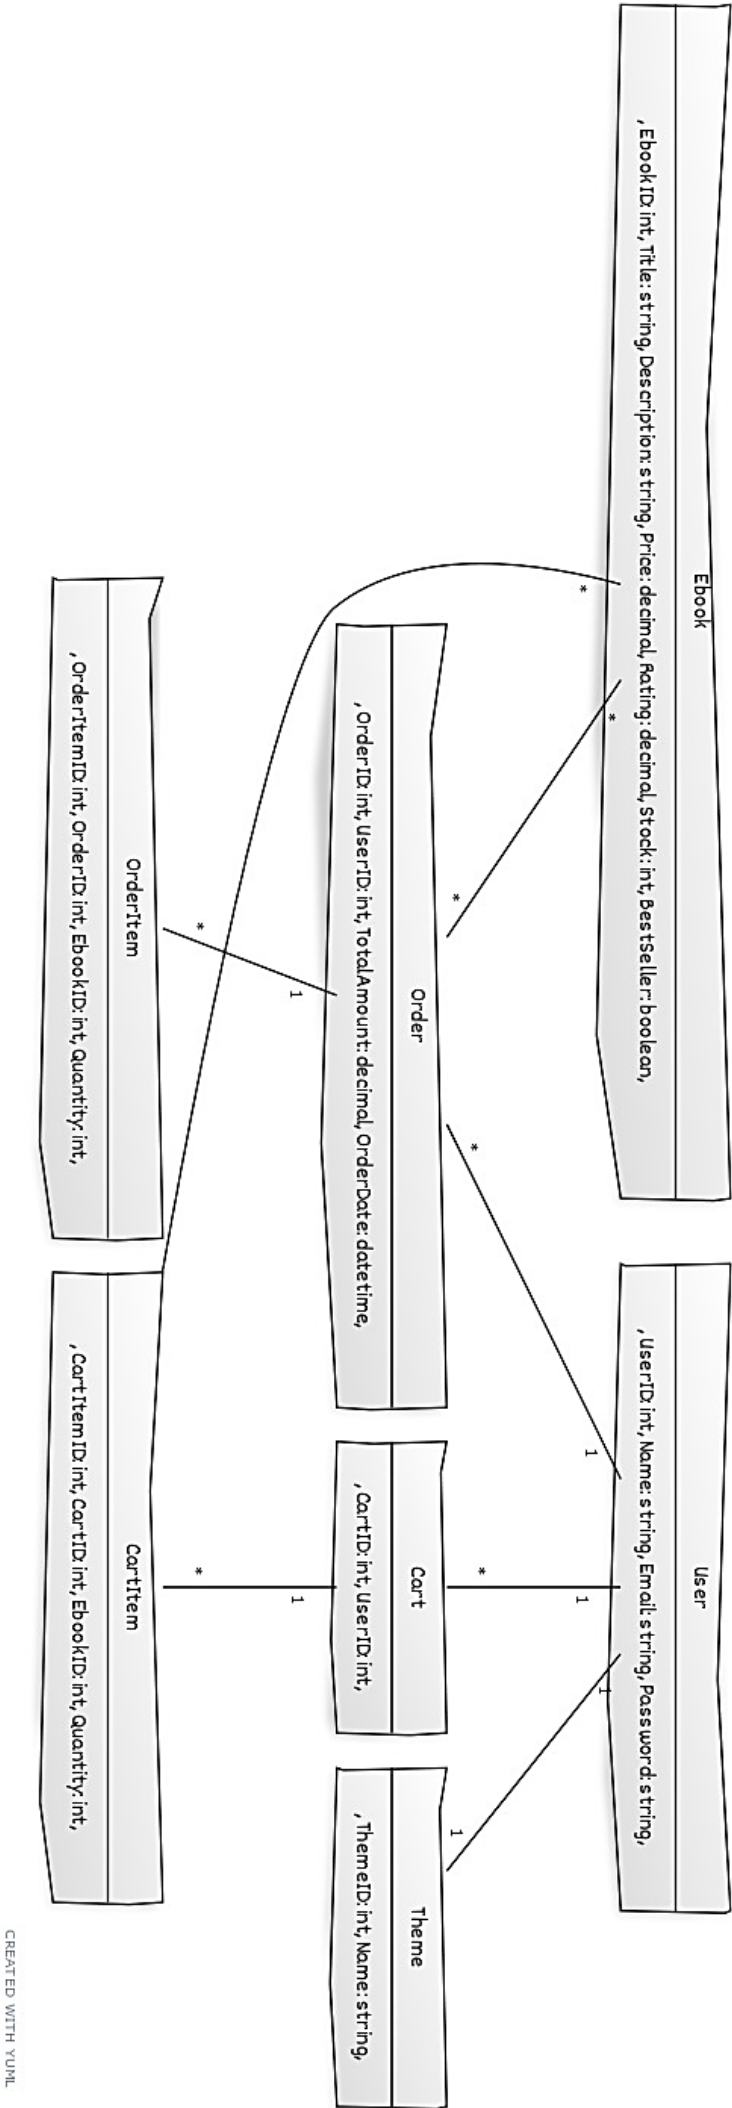 Ebook
, EbookID: int, Title: string, Description: string, Price: decimal, Rating: decimal, Stock: int, BestSeller: boolean,
User
, UserID: int, Name: string, Email: string, Password: string,
*
*
1
1
1
*
*
*
1
Order
, OrderID: int, UserID: int, TotalAmount: decimal, OrderDate: datetime,
Cart
, CartID: int, UserID: int,
Theme
, ThemeID: int, Name: string,
1
1
*
*
OrderItem
, OrderItemID: int, OrderID: int, EbookID: int, Quantity: int,
CartItem
, CartItemID: int, CartID: int, EbookID: int, Quantity: int,
CREATED WITH YUML